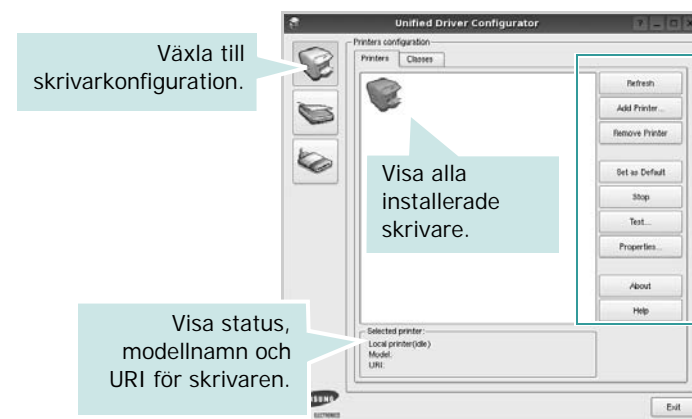 Unified Driver Configurator
Växla till
skrivarkonfiguration.
Printers configuration
Printers Classes
Refresh
Add Printer...
Remove Printer
Set as Default
Stop
Test...
Properties...
About
Help
Visa alla
installerade
skrivare.
Visa status,
modellnamn och
URI för skrivaren.
Selected printer:
Local printer(idle)
Model:
URI:
ELECTRONICS
Exit